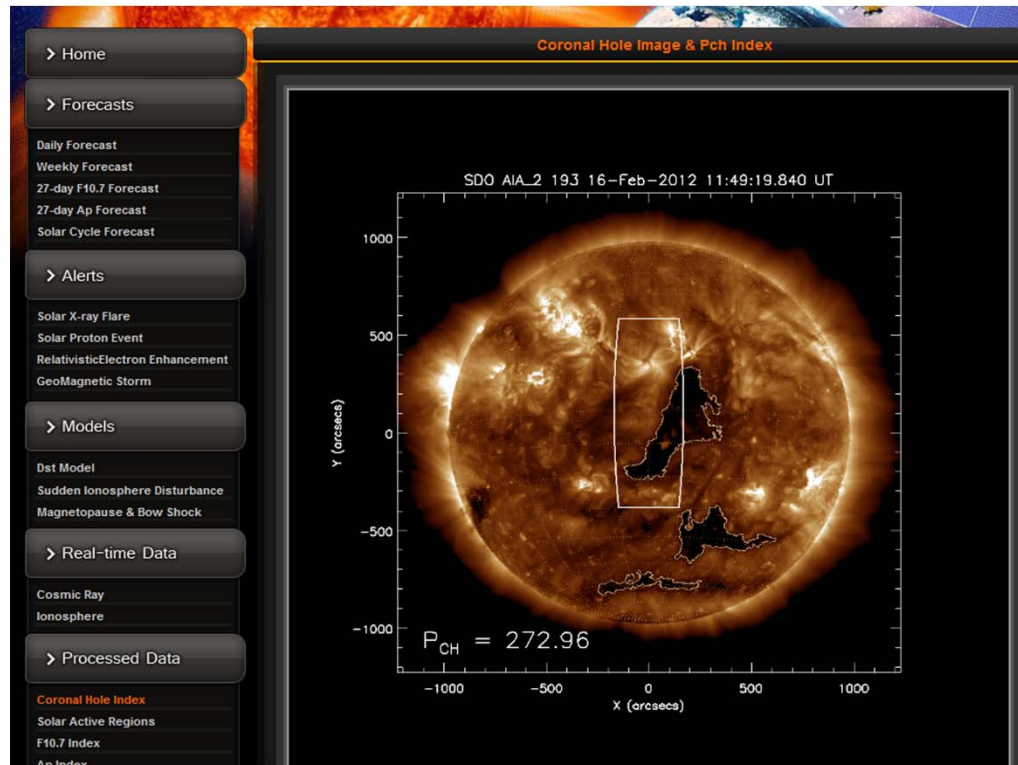 > Home
> Forecasts
Daily Forecast
Weekly Forecast
27-day F10.7 Forecast
27-day Ap Forecast
Solar Cycle Forecast
> Alerts
Solar X-ray Flare
Solar Proton Event
RelativisticElectron Enhancement
GeoMagnetic Storm
> Models
Dst Model
Sudden Ionosphere Disturbance
Magnetopause & Bow Shock
> Real-time Data
Cosmic Ray
Ionosphere
> Processed Data
Coronal Hole Index
Solar Active Regions
F10.7 Index
Ap Index
Coronal Hole Image & Pch Index
SDO AIA_2 193 16-Feb-2012 11:49:19.840 UT
1000
500
0
-500
-1000
Y (arcsecs)
P_CH = 272.96
-1000 -500 0 500 1000
X (arcsecs)